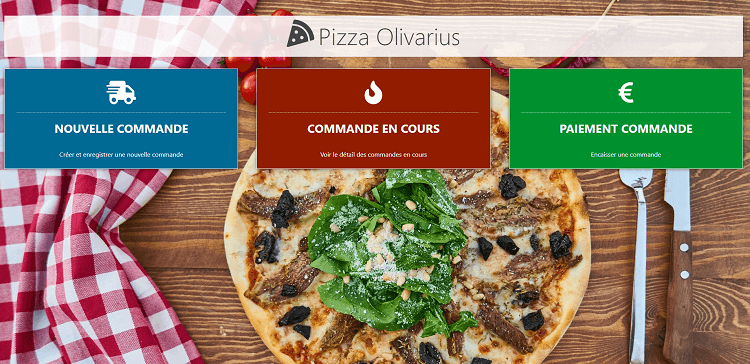 Pizza Olivarius
NOUVELLE COMMANDE
Créer et enregistrer une nouvelle commande
COMMANDE EN COURS
Voir le détail des commandes en cours
€
PAIEMENT COMMANDE
Encaisser une commande